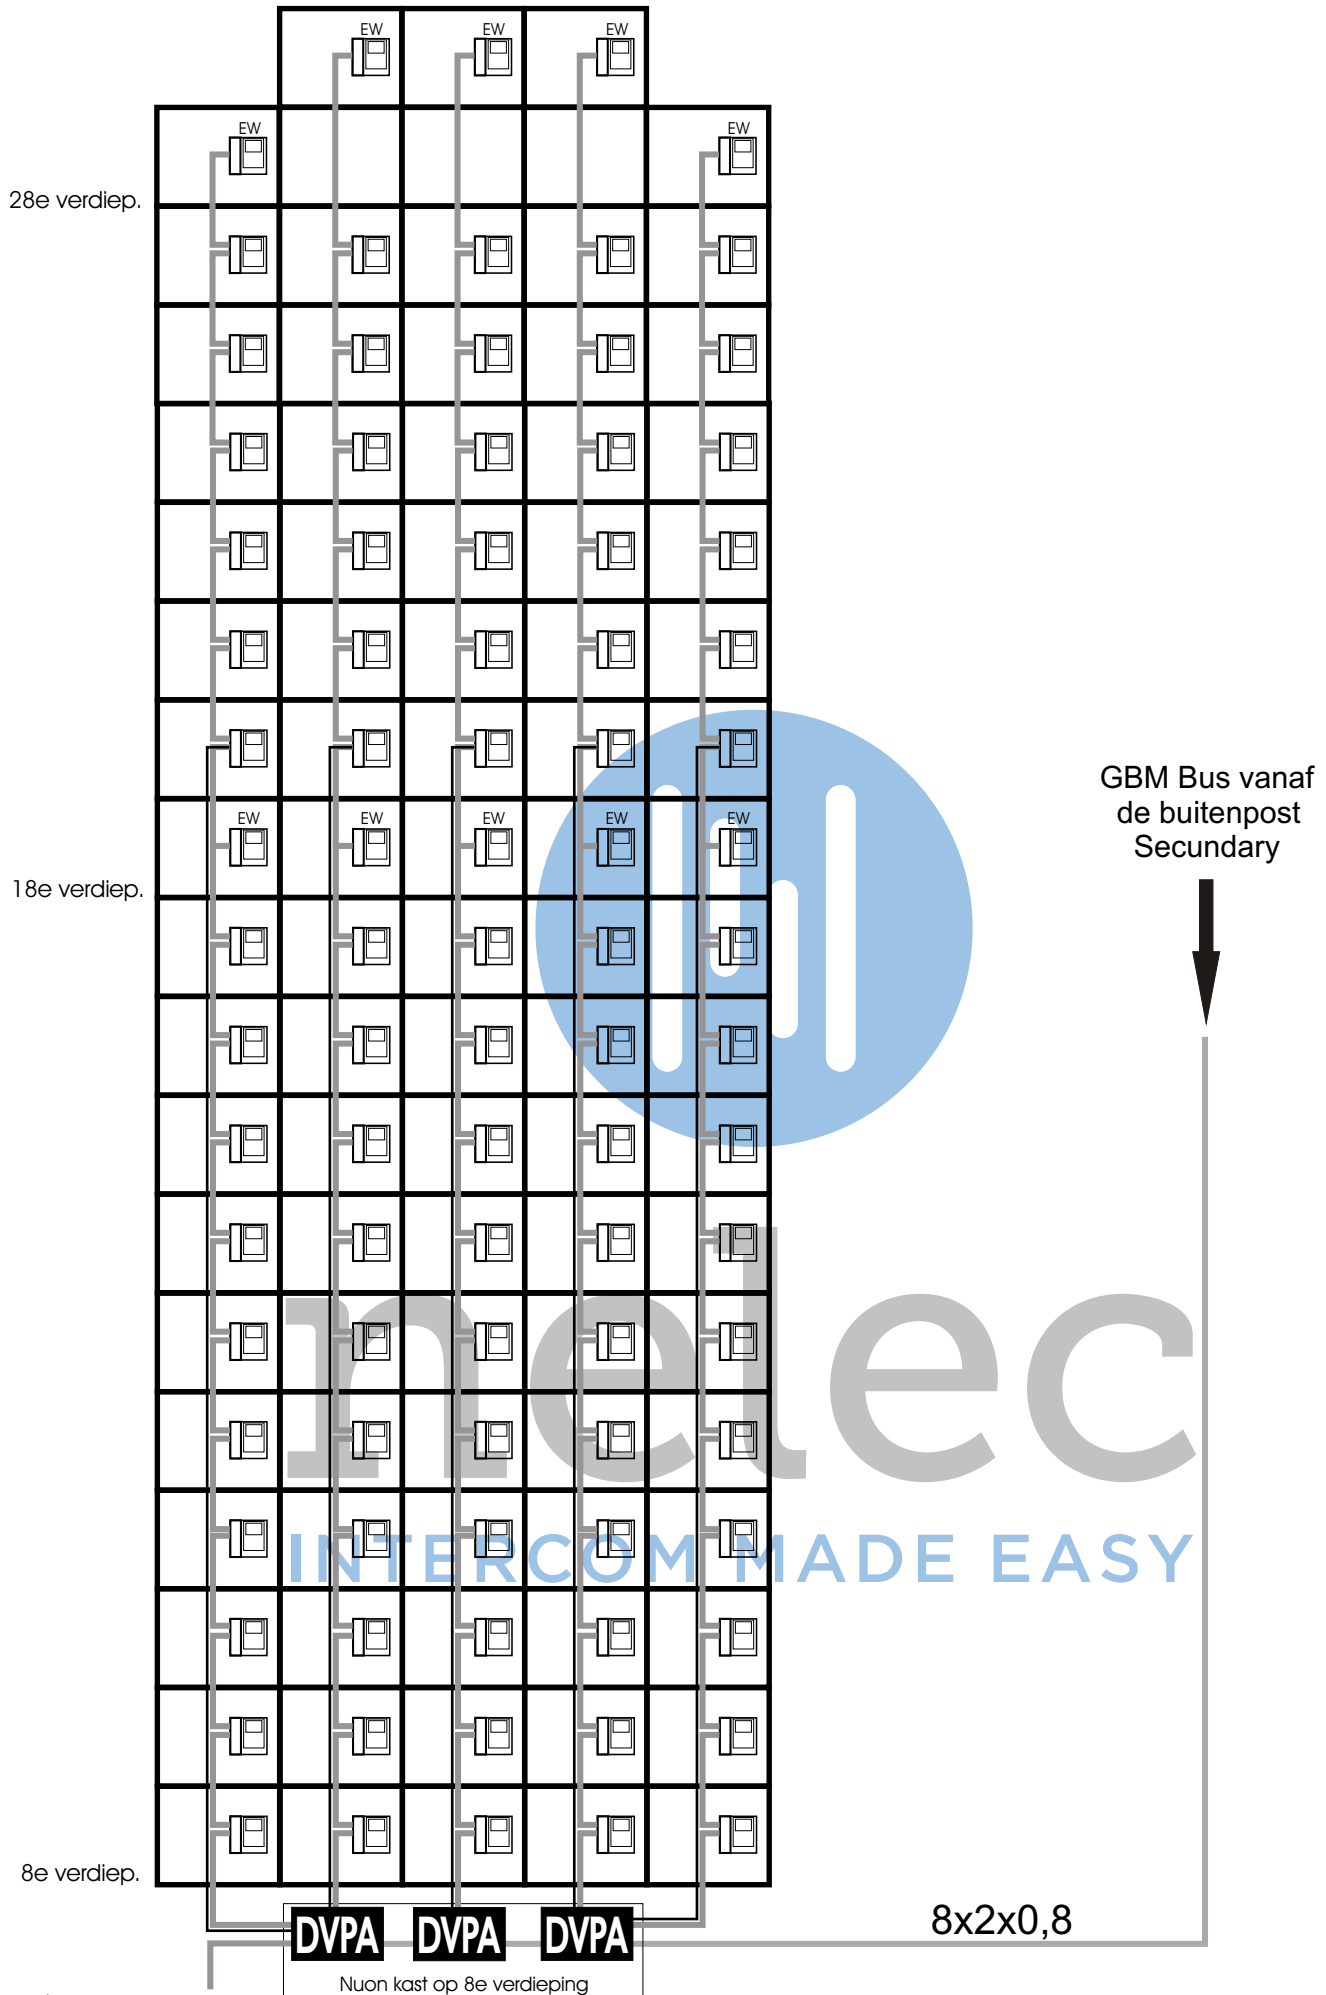 EW EW EW
EW EW
28e verdiep.
GBM Bus vanaf
de buitenpost
Secundary
EW EW EW EW EW
18e verdiep.
nelec
INTERCOM MADE EASY
8e verdiep.
DVPA DVPA DVPA
8x2x0,8
Nuon kast op 8e verdieping